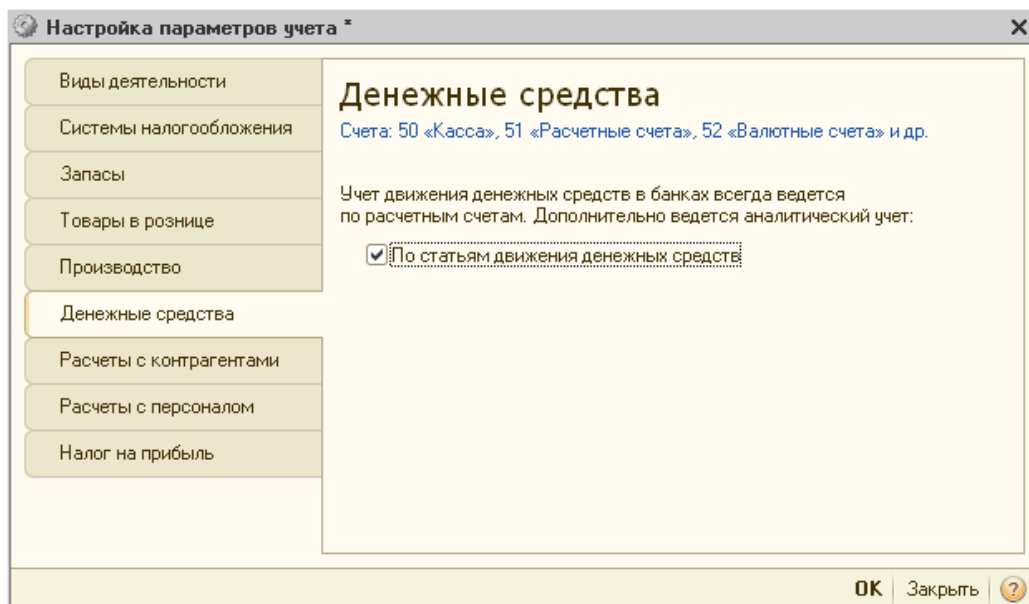 Настройка параметров учета *
Виды деятельности
Системы налогообложения
Запасы
Товары в рознице
Производство
Денежные средства
Расчеты с контрагентами
Расчеты с персоналом
Налог на прибыль
Денежные средства
Счета: 50 «Касса», 51 «Расчетные счета», 52 «Валютные счета» и др.
Учет движения денежных средств в банках всегда ведется
по расчетным счетам. Дополнительно ведется аналитический учет:
По статьям движения денежных средств
OK Закрыть ?